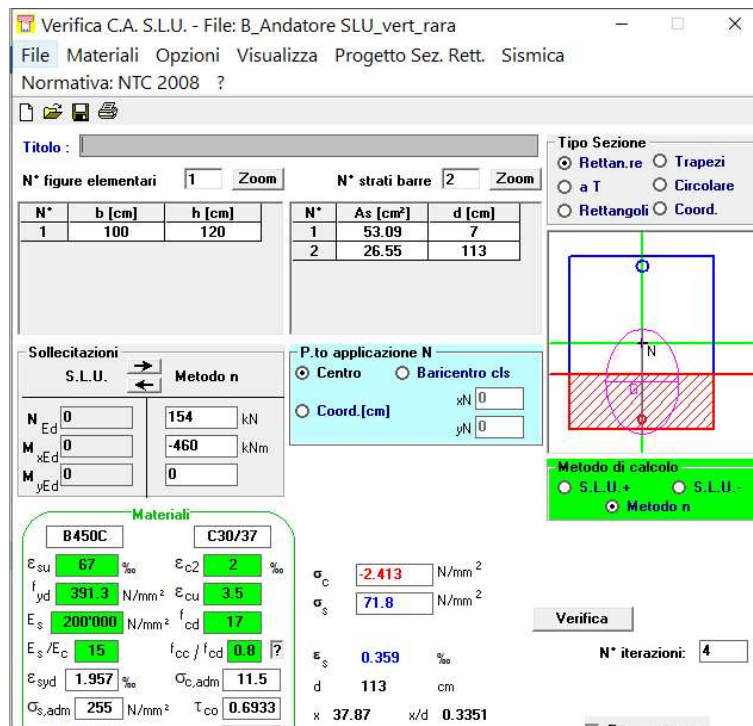 Verifica C.A. S.L.U. - File: B_Andatore SLU_vert_rara
File Materiali Opzioni Visualizza Progetto Sez. Rett. Sismica
Normativa: NTC 2008 ?
Titolo :
N° figure elementari 1 Zoom
N° strati barre 2 Zoom
N° b [cm] h [cm]
1 100 120
N° As [cm²] d [cm]
1 53.09 7
2 26.55 113
Tipo Sezione
Rettan.re Trapezi
a T Circolare
Rettangoli Coord.
N
Sollecitazioni
S.L.U. Metodo n
N Ed 0 154 kN
M xEd 0 -460 kNm
M yEd 0 0
P.to applicazione N
Centro Baricentro cls
Coord.[cm] xN 0
yN 0
Metodo di calcolo
S.L.U.+ S.L.U.-
Metodo n
Materiali
B450C C30/37
εsu 67 ‰ εc2 2 ‰
fyd 391.3 N/mm² εcu 3.5
Es 200'000 N/mm² fcd 17
Es/Ec 15 fcc / fcd 0.8 ?
εsyd 1.957 ‰ σc,adm 11.5
σs,adm 255 N/mm² τco 0.6933
σc -2.413 N/mm²
σs 71.8 N/mm²
εs 0.359 ‰
d 113 cm
x 37.87 x/d 0.3351
Verifica
N° iterazioni: 4